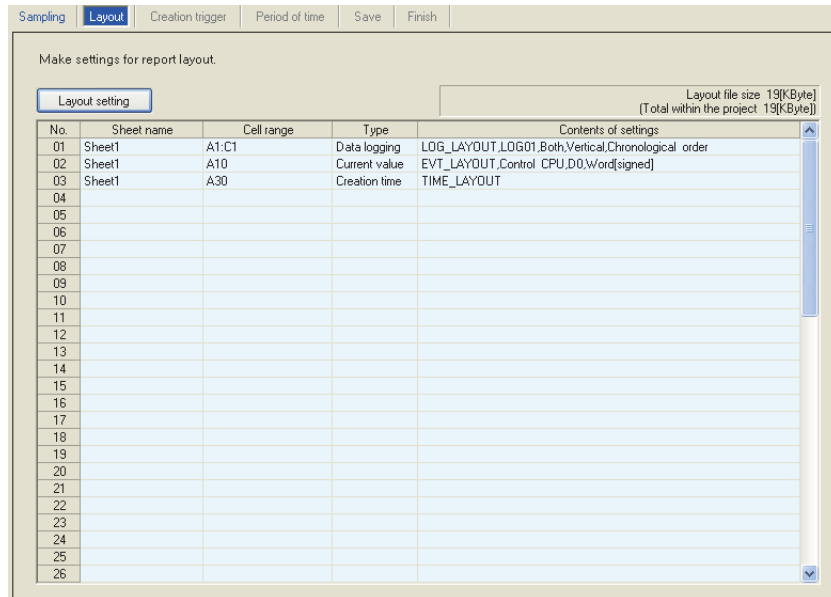 Sampling Layout Creation trigger Period of time Save Finish
Make settings for report layout.
Layout setting
Layout file size 19[KByte]
(Total within the project 19[KByte])
No. Sheet name Cell range Type Contents of settings
01 Sheet1 A1:C1 Data logging LOG_LAYOUT,LOG01,Both,Vertical,Chronological order
02 Sheet1 A10 Current value EVT_LAYOUT,Control CPU,D0,Word[signed]
03 Sheet1 A30 Creation time TIME_LAYOUT
04
05
06
07
08
09
10
11
12
13
14
15
16
17
18
19
20
21
22
23
24
25
26